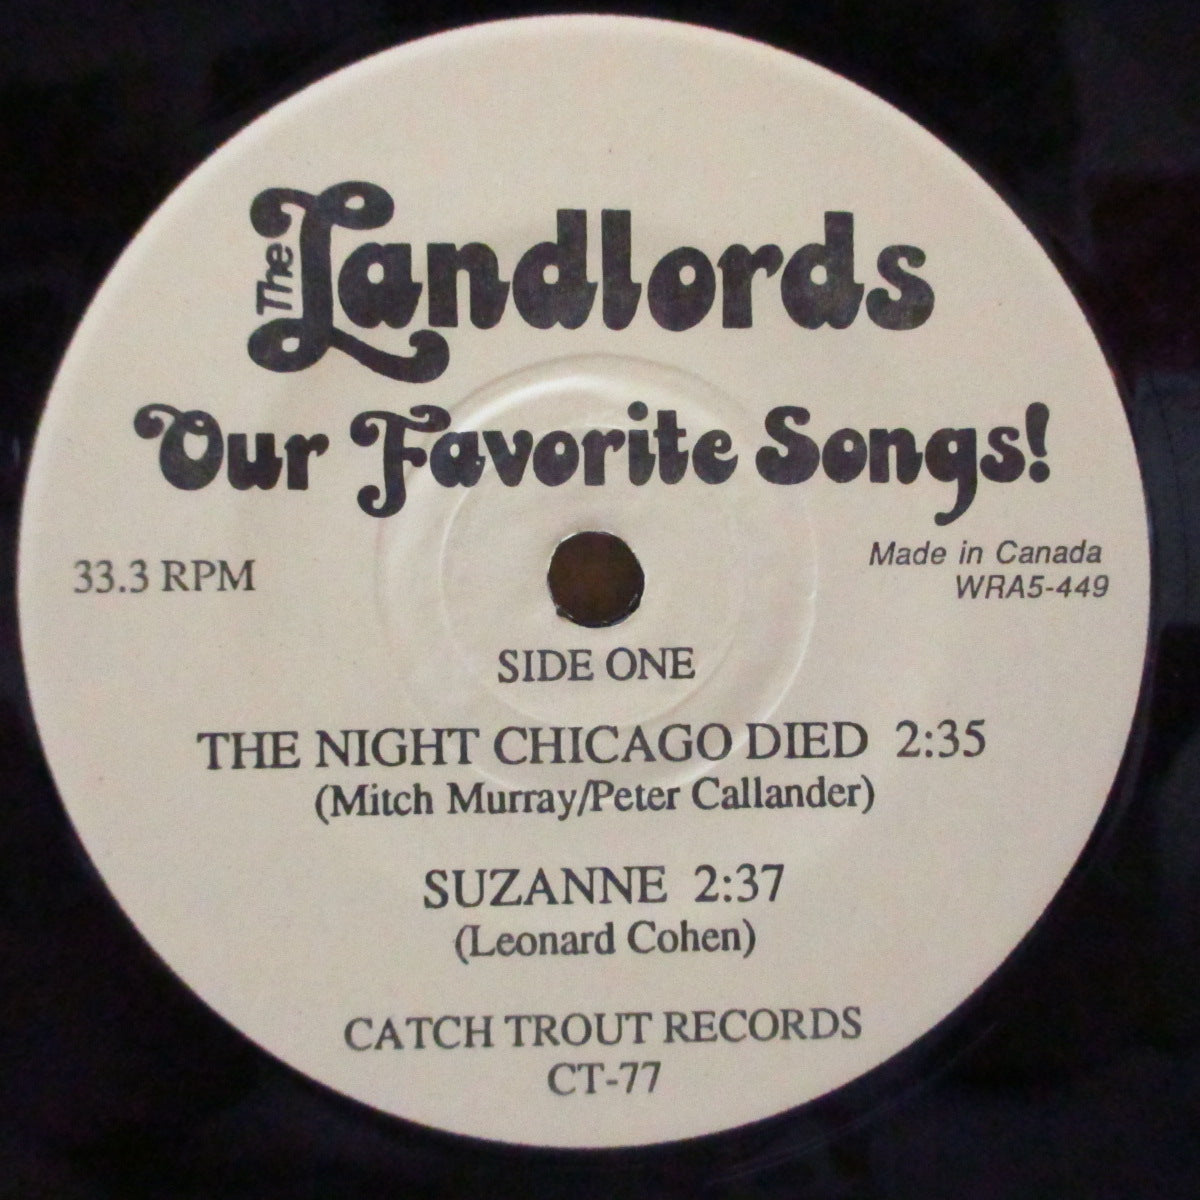 The Landlords
Our Favorite Songs!
33.3 RPM
Made in Canada
WRA5-449
SIDE ONE
THE NIGHT CHICAGO DIED 2:35
(Mitch Murray/Peter Callander)
SUZANNE 2:37
(Leonard Cohen)
CATCH TROUT RECORDS
CT-77